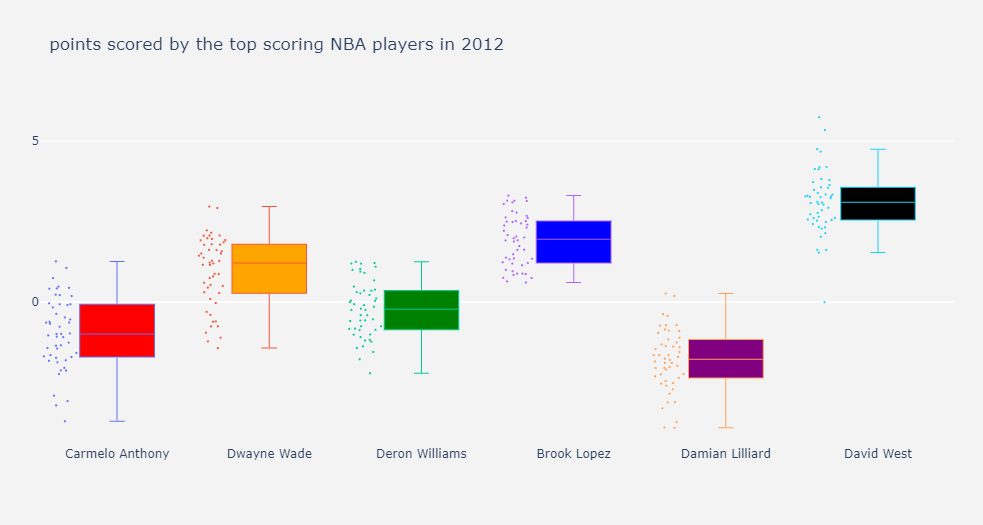 points scored by the top scoring NBA players in 2012
5
0
Carmelo Anthony
Dwayne Wade
Deron Williams
Brook Lopez
Damian Lilliard
David West